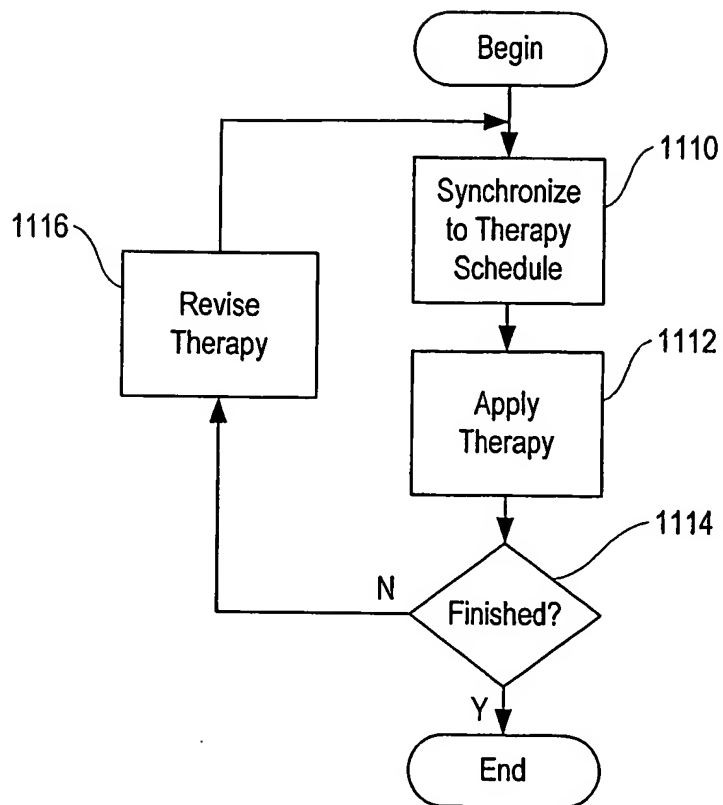 Begin
1110
Synchronize
to Therapy
Schedule
1116
Revise
Therapy
1112
Apply
Therapy
1114
N
Finished?
Y
End